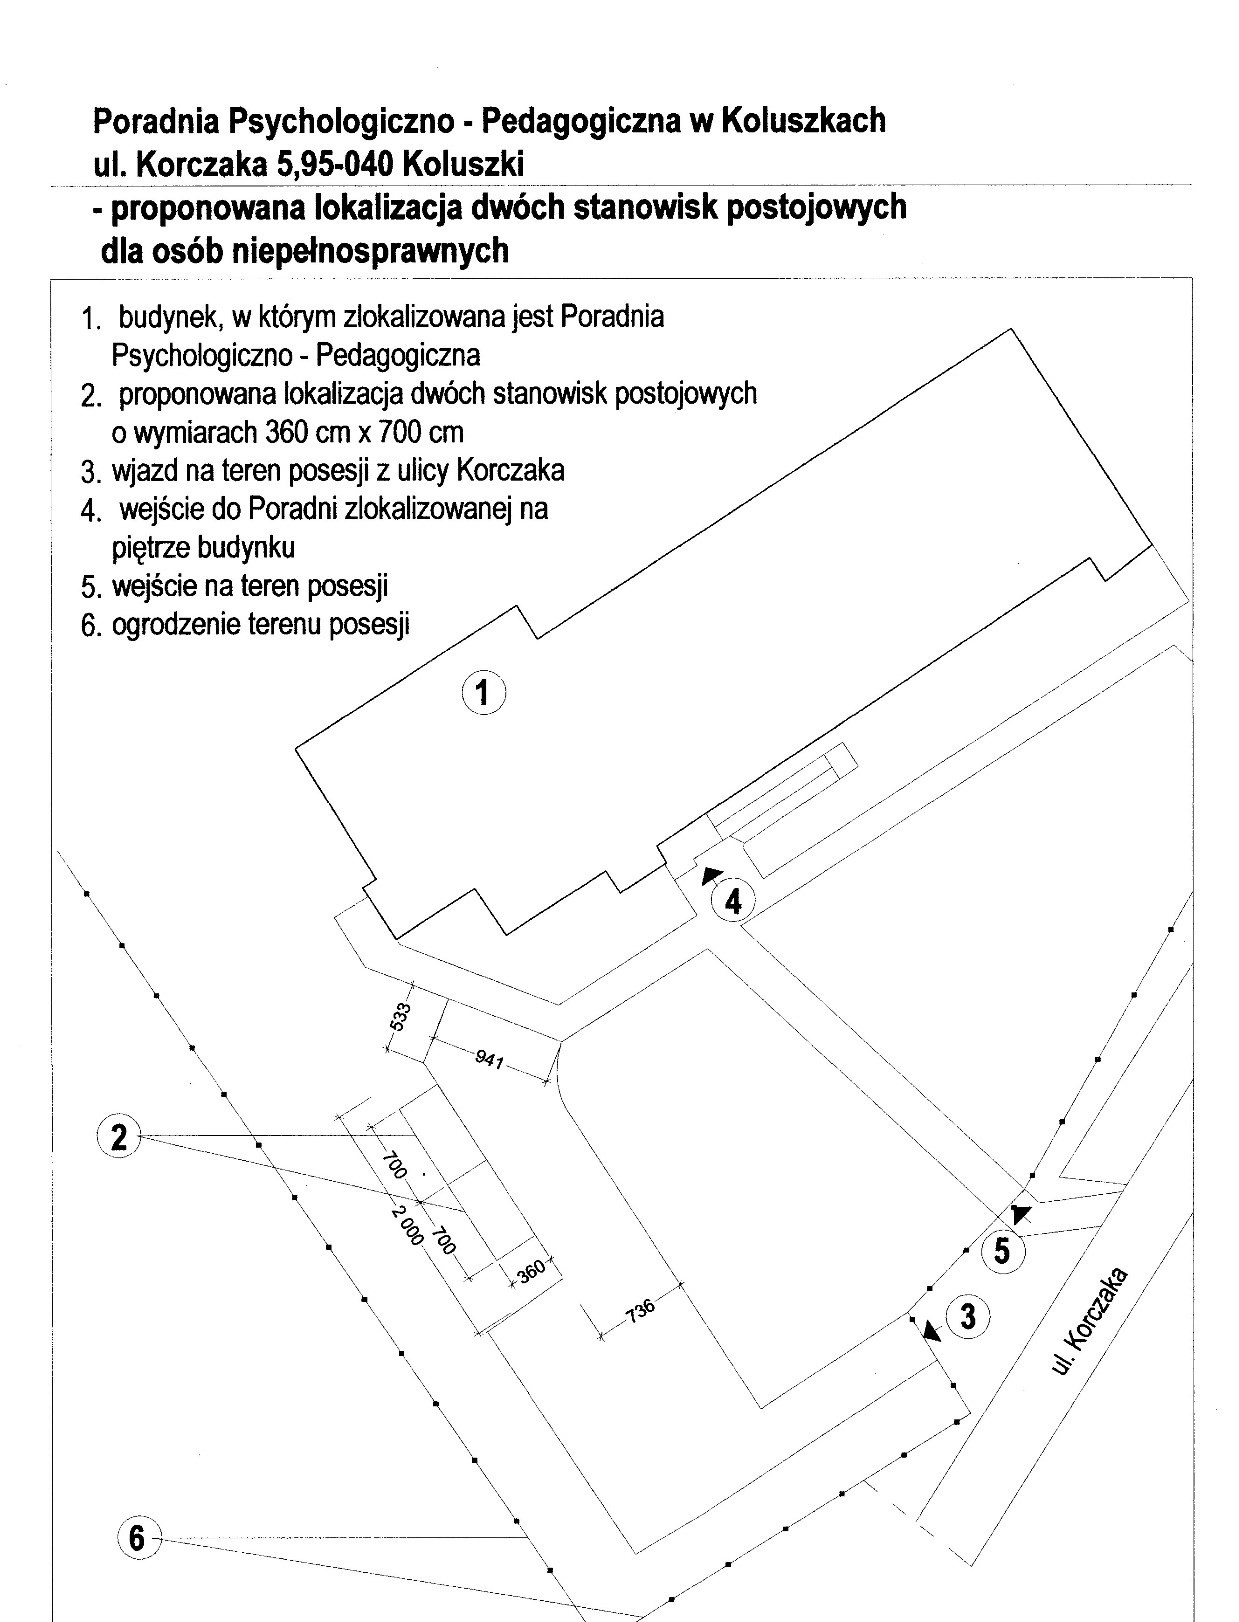 Poradnia Psychologiczno - Pedagogiczna w Koluszkach
ul. Korczaka 5,95-040 Koluszki
- proponowana lokalizacja dwóch stanowisk postojowych
dla osób niepełnosprawnych
1. budynek, w którym zlokalizowana jest Poradnia
Psychologiczno - Pedagogiczna
2. proponowana lokalizacja dwóch stanowisk postojowych
o wymiarach 360 cm x 700 cm
3. wjazd na teren posesji z ulicy Korczaka
4. wejście do Poradni zlokalizowanej na
piętrze budynku
5. wejście na teren posesji
6. ogrodzenie terenu posesji
1
4
533
941
2
700
2 000
700
360
736
5
3
ul. Korczaka
6